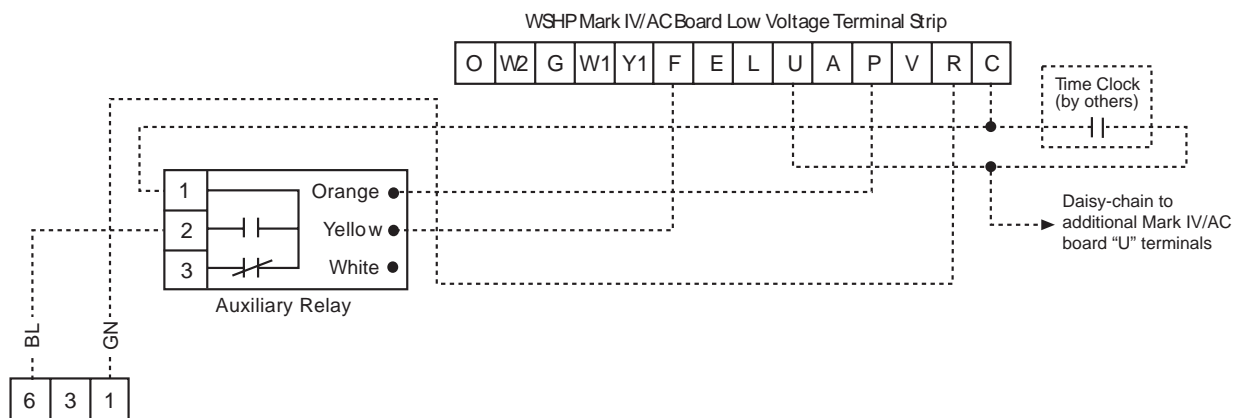 WSHP Mark IV/AC Board Low Voltage Terminal Strip
O W2 G W1 Y1 F E L U A P V R C
Time Clock
(by others)
1
2
3
Orange
Yellow
White
Auxiliary Relay
Daisy-chain to
additional Mark IV/AC
board “U” terminals
BL
GN
6 3 1